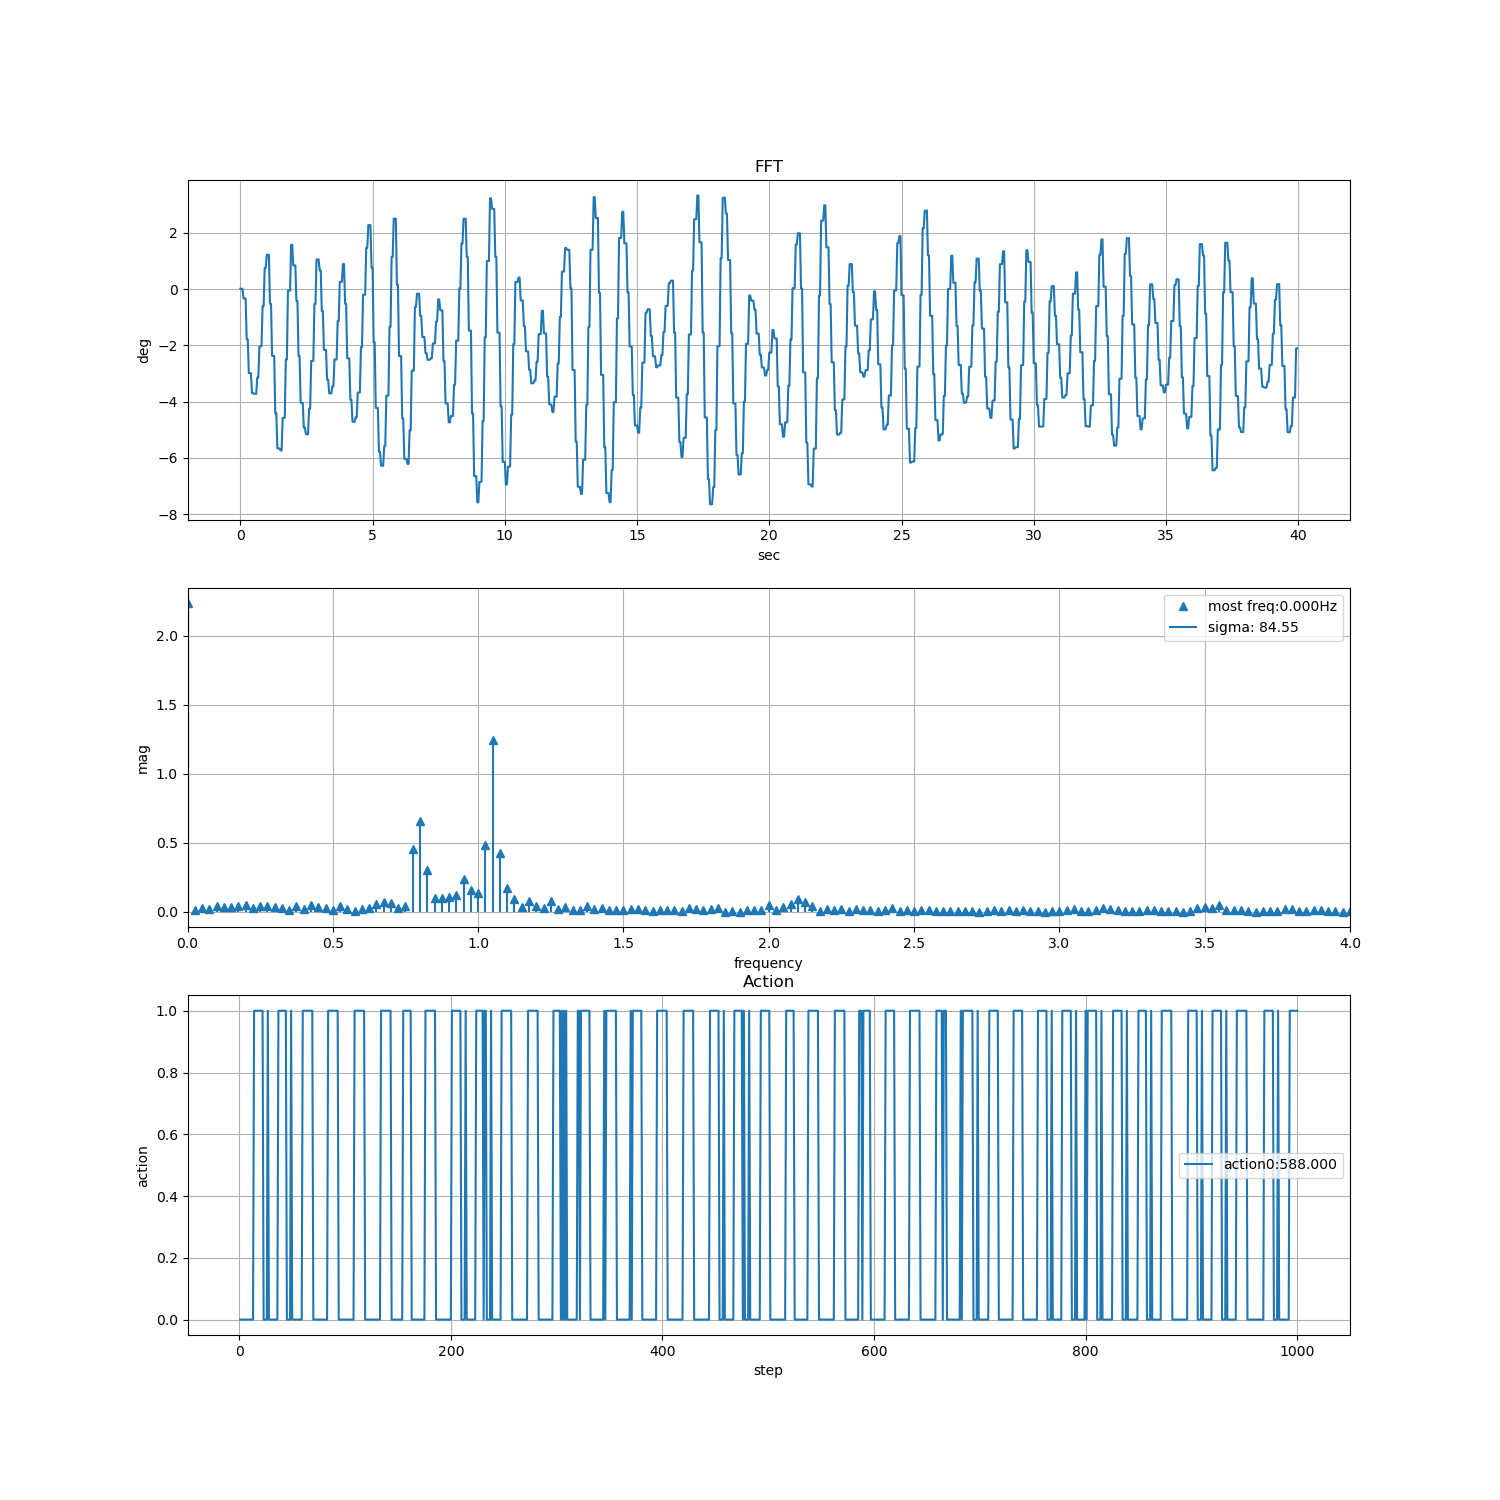 FFT
2
0
−2
−4
−6
−8
deg
0 5 10 15 20 25 30 35 40
sec
most freq:0.000Hz
sigma: 84.55
2.0
1.5
1.0
0.5
0.0
mag
0.0 0.5 1.0 1.5 2.0 2.5 3.0 3.5 4.0
frequency
Action
1.0
0.8
0.6
0.4
0.2
0.0
action
action0:588.000
0 200 400 600 800 1000
step